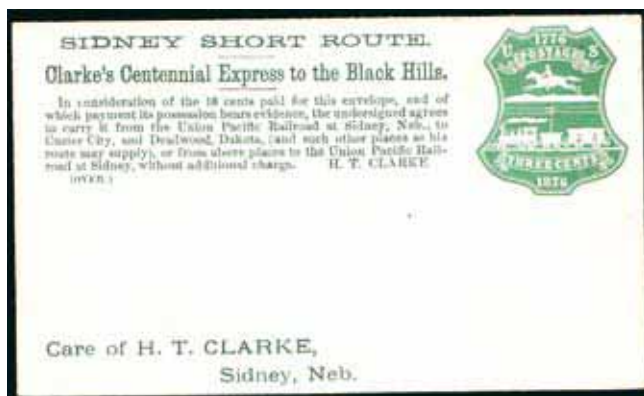 SIDNEY SHORT ROUTE.
Clarke's Centennial Express to the Black Hills.
In consideration of the 18 cents paid for this envelope, and of
which payment its possession bears evidence, the undersigned agrees
to carry it from the Union Pacific Railroad at Sidney, Neb., to
Custer City, and Deadwood, Dakota, (and such other places as his
route may supply), or from above places to the Union Pacific Rail-
road at Sidney, without additional charge. H. T. CLARKE
(OVER.)
1776
U S
POSTAGE
THREE CENTS
1876
Care of H. T. CLARKE,
Sidney, Neb.